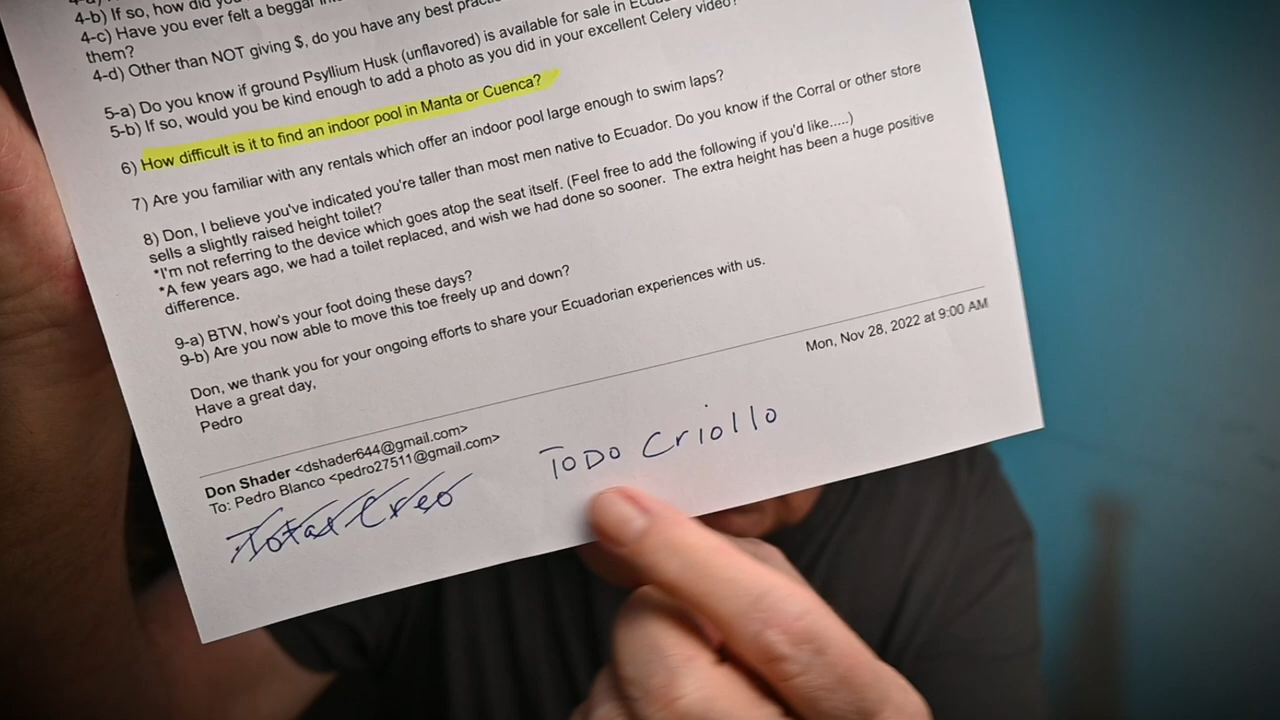 4-b) If so, how did you
4-c) Have you ever felt a beggar
them?
4-d) Other than NOT giving $, do you have any best
5-a) Do you know if ground Psyllium Husk (unflavored) is available for sale in
5-b) If so, would you be kind enough to add a photo as you did in your excellent Celery video?
6) How difficult is it to find an indoor pool in Manta or Cuenca?
7) Are you familiar with any rentals which offer an indoor pool large enough to swim laps?
8) Don, I believe you've indicated you're taller than most men native to Ecuador. Do you know if the Corral or other store
sells a slightly raised height toilet?
*I'm not referring to the device which goes atop the seat itself. (Feel free to add the following if you'd like.....)
*A few years ago, we had a toilet replaced, and wish we had done so sooner. The extra height has been a huge positive
difference.
9-a) BTW, how's your foot doing these days?
9-b) Are you now able to move this toe freely up and down?
Don, we thank you for your ongoing efforts to share your Ecuadorian experiences with us.
Have a great day,
Pedro
Mon, Nov 28, 2022 at 9:00 AM
Don Shader <dshader644@gmail.com>
To: Pedro Blanco <pedro27511@gmail.com>
Total Creo
ToDo Criollo